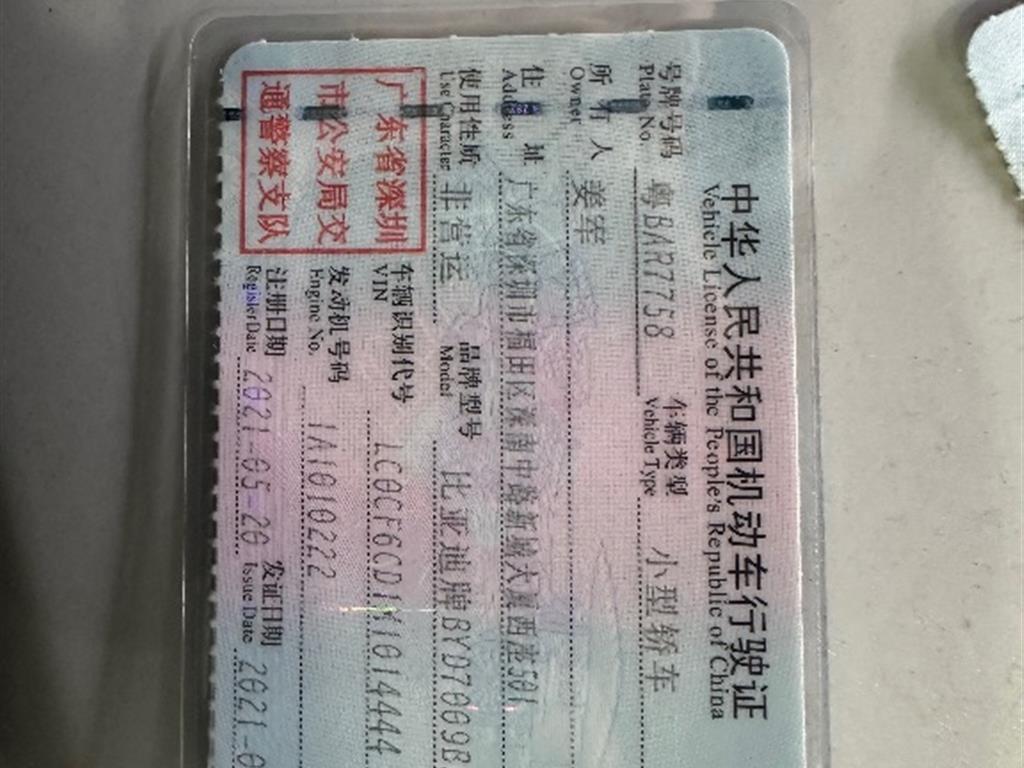 中华人民共和国机动车行驶证
Vehicle License of the People's Republic of China
号牌号码 粤BAR7758 车辆类型 小型轿车
Plate No. Vehicle Type
所有人
Owner
住址 广东省深圳市福田区深南中路新城大厦西座501
Address
使用性质 非营运 品牌型号 比亚迪牌BYD7009B
Use Character Model
广东省深圳
市公安局交
通警察支队
车辆识别代号 LC0CF6CD1M1014444
VIN
发动机号码 1A1010222
Engine No.
注册日期 2021-05-20 发证日期 2021-0
Register Date Issue Date